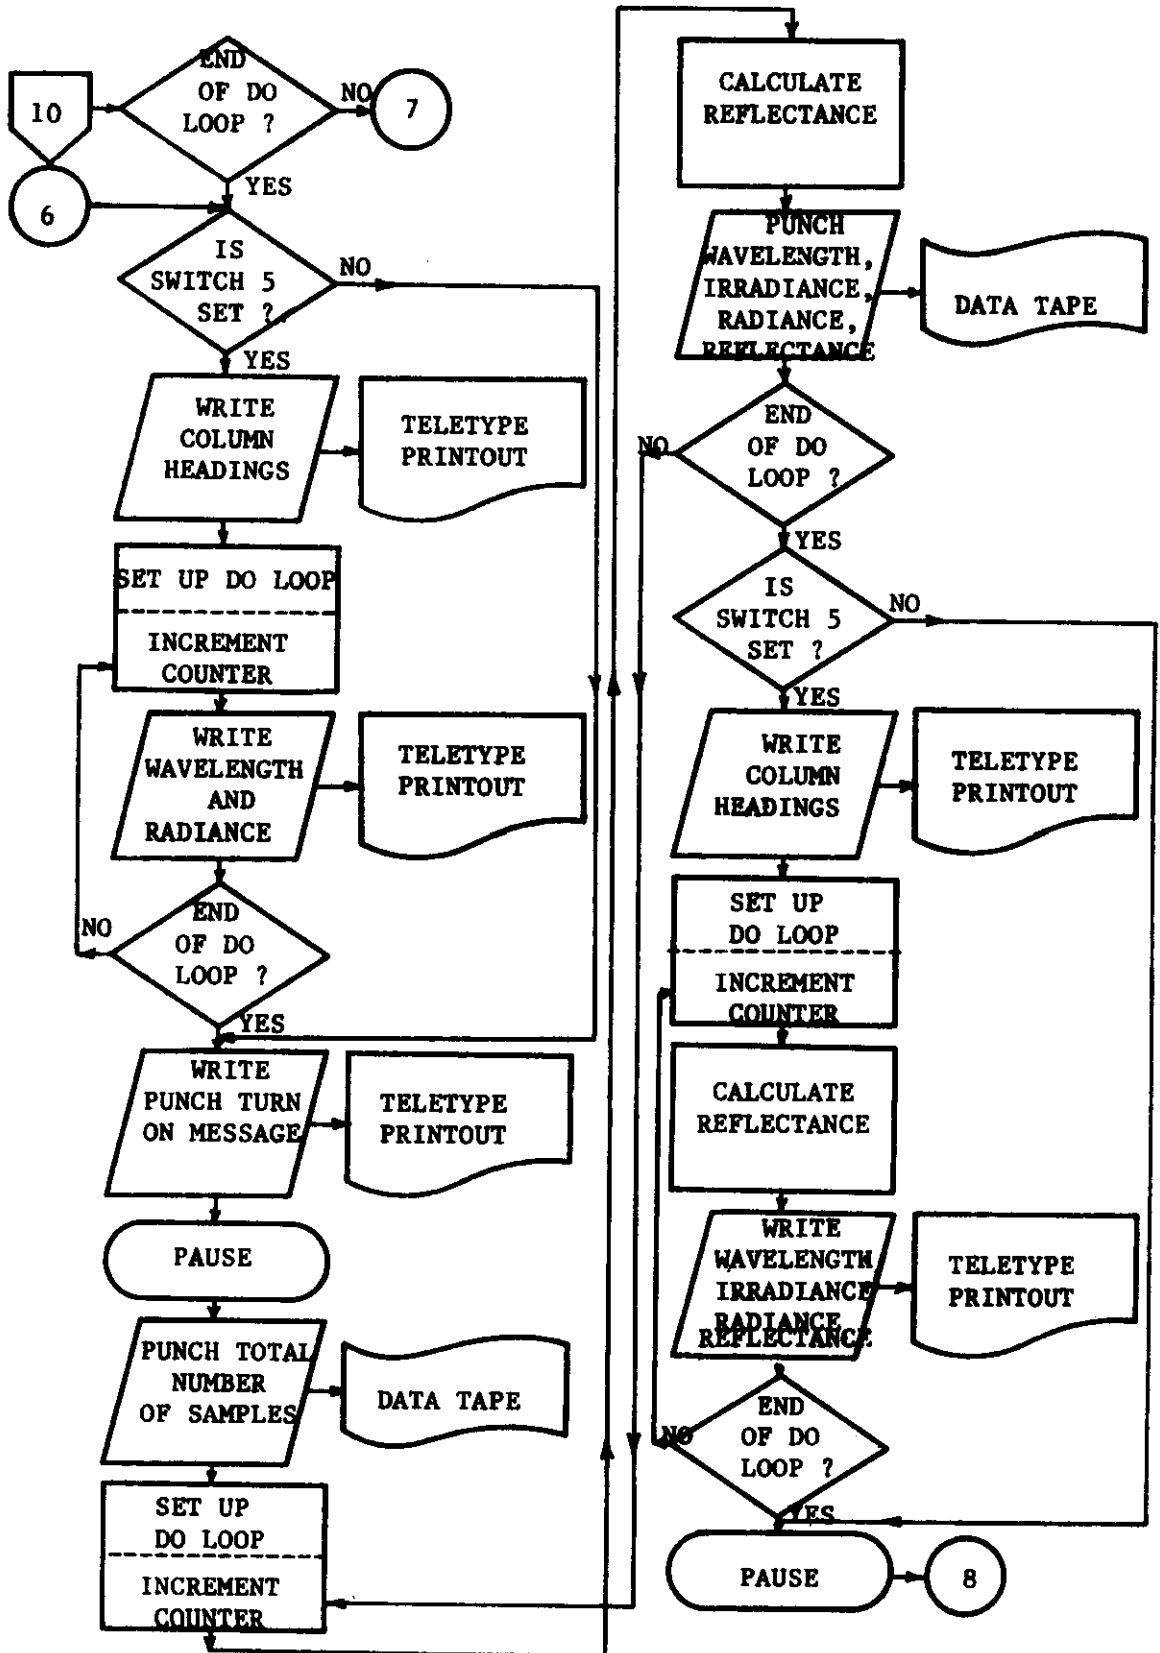 10
END
OF DO
LOOP ?
NO
7
6
YES
IS
SWITCH 5
SET ?
NO
YES
WRITE
COLUMN
HEADINGS
TELETYPE
PRINTOUT
SET UP DO LOOP
INCREMENT
COUNTER
WRITE
WAVELENGTH
AND
RADIANCE
TELETYPE
PRINTOUT
NO
END
OF DO
LOOP ?
YES
WRITE
PUNCH TURN
ON MESSAGE
TELETYPE
PRINTOUT
PAUSE
PUNCH TOTAL
NUMBER
OF SAMPLES
DATA TAPE
SET UP
DO LOOP
INCREMENT
COUNTER
CALCULATE
REFLECTANCE
PUNCH
WAVELENGTH,
IRRADIANCE,
RADIANCE,
REFLECTANCE
DATA TAPE
NO
END
OF DO
LOOP ?
YES
IS
SWITCH 5
SET ?
NO
YES
WRITE
COLUMN
HEADINGS
TELETYPE
PRINTOUT
SET UP
DO LOOP
INCREMENT
COUNTER
CALCULATE
REFLECTANCE
WRITE
WAVELENGTH
IRRADIANCE
RADIANCE
REFLECTANCE
TELETYPE
PRINTOUT
NO
END
OF DO
LOOP ?
YES
PAUSE
8